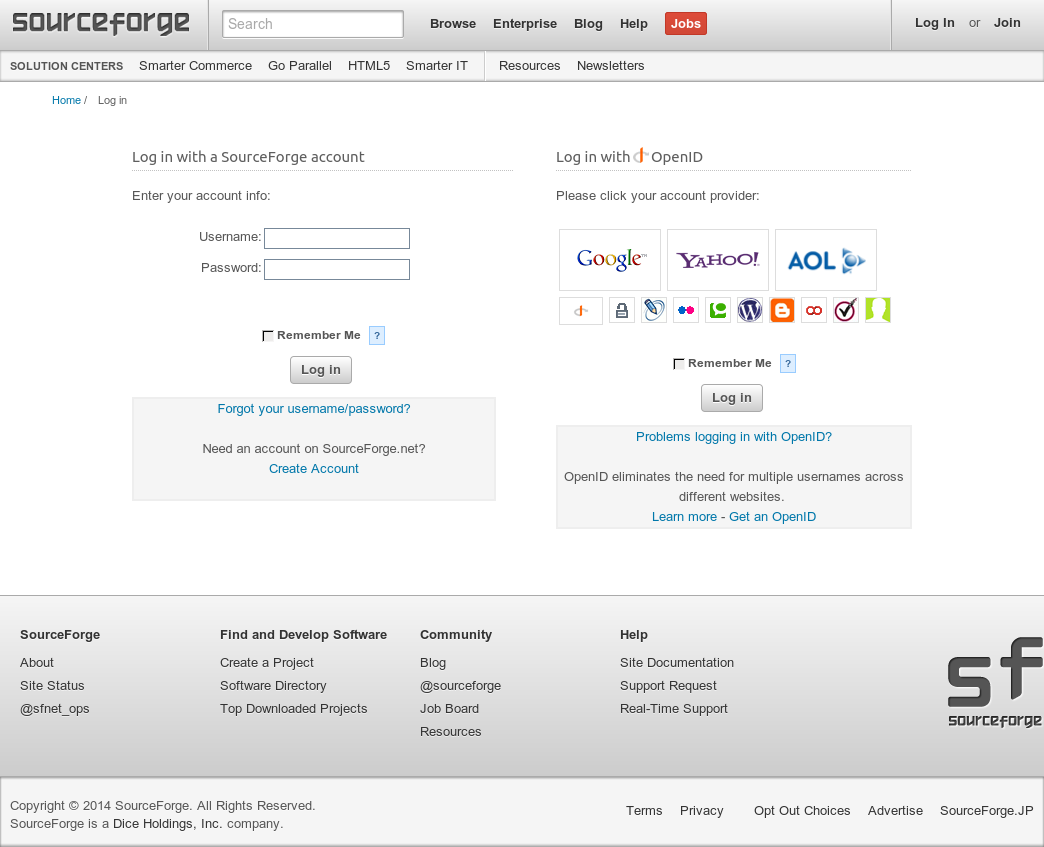 sourceforge
Search
Browse Enterprise Blog Help Jobs
Log In or Join
SOLUTION CENTERS Smarter Commerce Go Parallel HTML5 Smarter IT Resources Newsletters
Home / Log in
Log in with a SourceForge account
Enter your account info:
Username:
Password:
Remember Me ?
Log in
Forgot your username/password?
Need an account on SourceForge.net?
Create Account
Log in with OpenID
Please click your account provider:
Google™ YAHOO! AOL
Remember Me ?
Log in
Problems logging in with OpenID?
OpenID eliminates the need for multiple usernames across
different websites.
Learn more - Get an OpenID
SourceForge
About
Site Status
@sfnet_ops
Find and Develop Software
Create a Project
Software Directory
Top Downloaded Projects
Community
Blog
@sourceforge
Job Board
Resources
Help
Site Documentation
Support Request
Real-Time Support
sf
sourceforge
Copyright © 2014 SourceForge. All Rights Reserved.
SourceForge is a Dice Holdings, Inc. company.
Terms Privacy Opt Out Choices Advertise SourceForge.JP